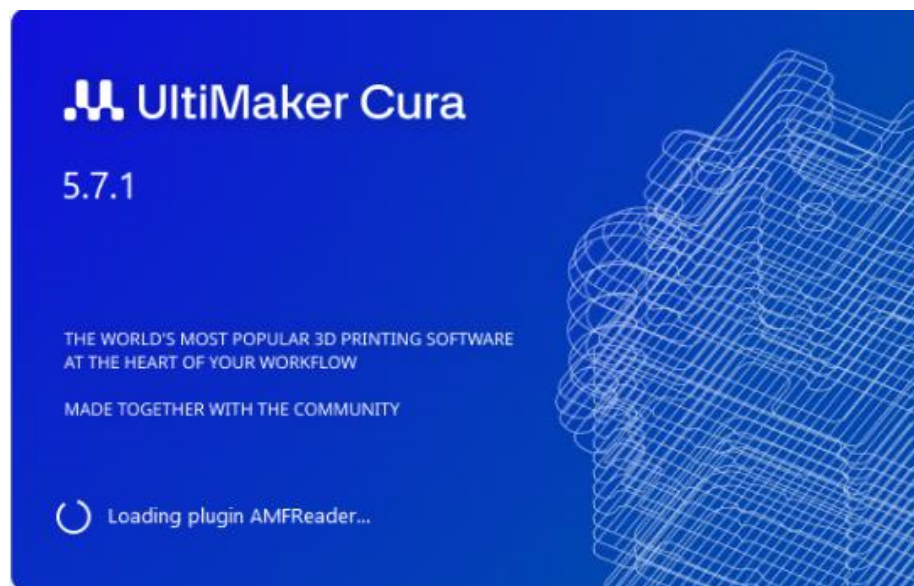 UltiMaker Cura
5.7.1
THE WORLD'S MOST POPULAR 3D PRINTING SOFTWARE
AT THE HEART OF YOUR WORKFLOW
MADE TOGETHER WITH THE COMMUNITY
Loading plugin AMFReader...